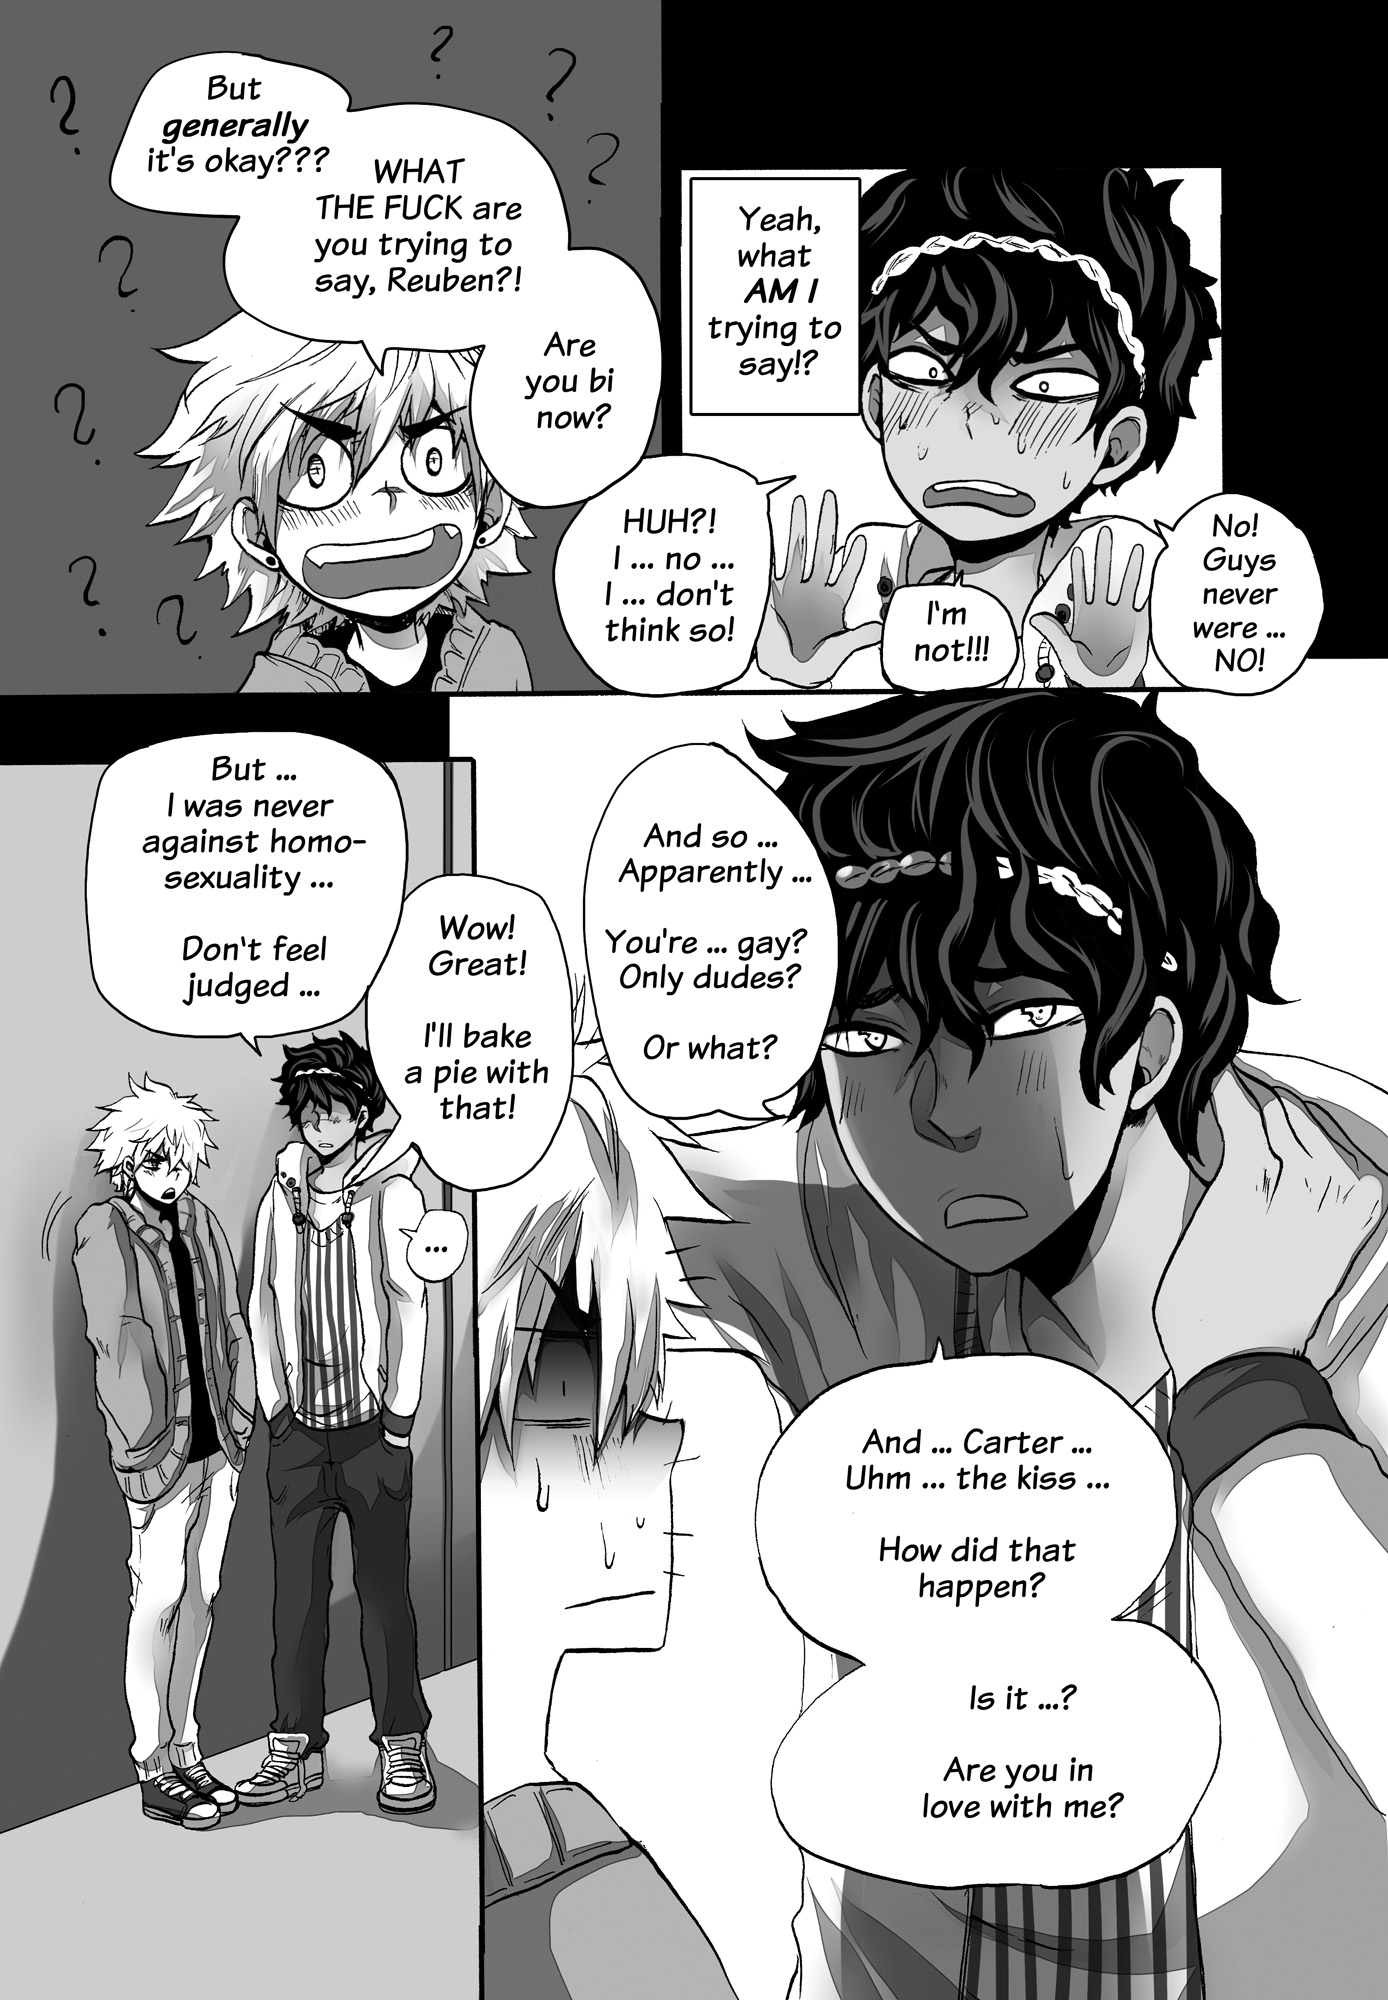 But
generally
it's okay???
WHAT
THE FUCK are
you trying to
say, Reuben?!
Are
you bi
now?
Yeah,
what
AM I
trying to
say!?
HUH?!
I ... no ...
I ... don't
think so!
I'm
not!!!
No!
Guys
never
were ...
NO!
But ...
I was never
against homo-
sexuality ...
Don't feel
judged ...
Wow!
Great!
I'll bake
a pie with
that!
...
And so ...
Apparently ...
You're ... gay?
Only dudes?
Or what?
And ... Carter ...
Uhm ... the kiss ...
How did that
happen?
Is it ...?
Are you in
love with me?